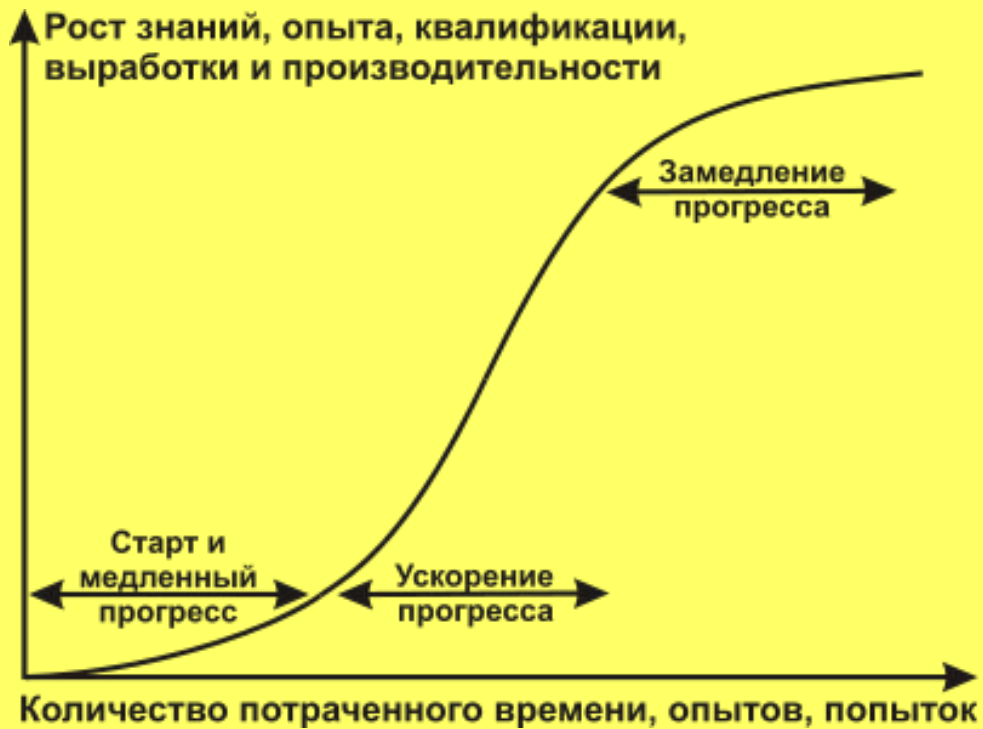 Рост знаний, опыта, квалификации,
выработки и производительности
Замедление
прогресса
Старт и
медленный
прогресс
Ускорение
прогресса
Количество потраченного времени, опытов, попыток